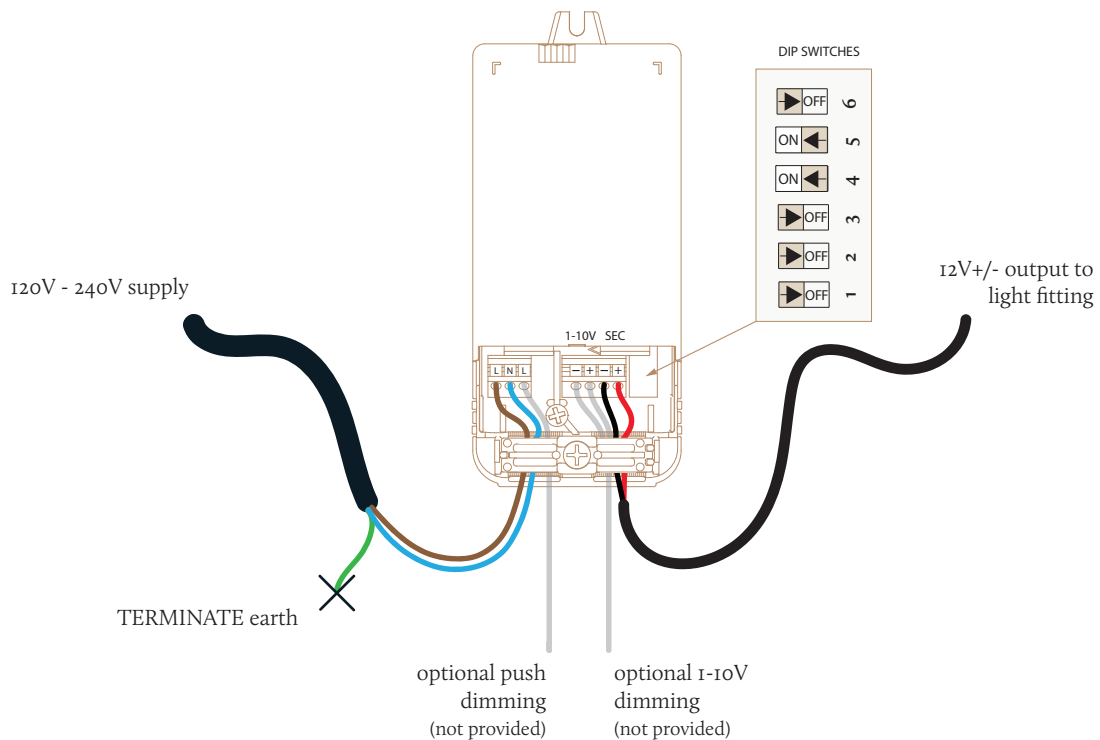 DIP SWITCHES
OFF 6
ON 5
ON 4
OFF 3
OFF 2
OFF 1
120V - 240V supply
12V+/- output to
light fitting
1-10V SEC
L N L
− + − +
TERMINATE earth
optional push
dimming
(not provided)
optional 1-10V
dimming
(not provided)